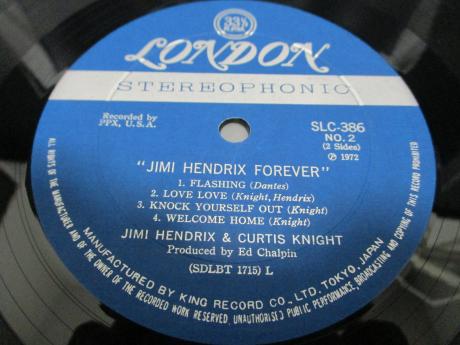 33⅓
R.P.M.
LONDON
STEREOPHONIC
Recorded by
PPX, U.S.A.
SLC-386
NO. 2
(2 Sides)
℗ 1972
"JIMI HENDRIX FOREVER"
1. FLASHING (Dantes)
2. LOVE LOVE (Knight, Hendrix)
3. KNOCK YOURSELF OUT (Knight)
4. WELCOME HOME (Knight)
JIMI HENDRIX & CURTIS KNIGHT
Produced by Ed Chalpin
(SDLBT 1715) L
MANUFACTURED BY KING RECORD CO., LTD. TOKYO, JAPAN
ALL RIGHTS OF THE MANUFACTURER AND OF THE OWNER OF THE RECORDED WORK RESERVED. UNAUTHORISED PUBLIC PERFORMANCE, BROADCASTING AND COPYING OF THIS RECORD PROHIBITED